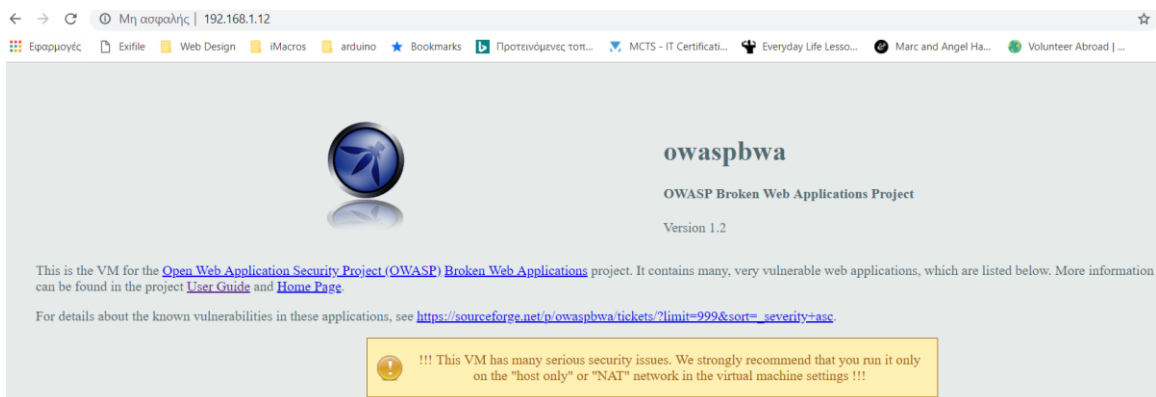 Μη ασφαλής | 192.168.1.12
Εφαρμογές Exifile Web Design iMacros arduino Bookmarks Προτεινόμενες τοπ... MCTS - IT Certificati... Everyday Life Lesso... Marc and Angel Ha... Volunteer Abroad | ...
owaspbwa
OWASP Broken Web Applications Project
Version 1.2
This is the VM for the Open Web Application Security Project (OWASP) Broken Web Applications project. It contains many, very vulnerable web applications, which are listed below. More information
can be found in the project User Guide and Home Page.
For details about the known vulnerabilities in these applications, see https://sourceforge.net/p/owaspbwa/tickets/?limit=999&sort=_severity+asc.
!!! This VM has many serious security issues. We strongly recommend that you run it only
on the "host only" or "NAT" network in the virtual machine settings !!!